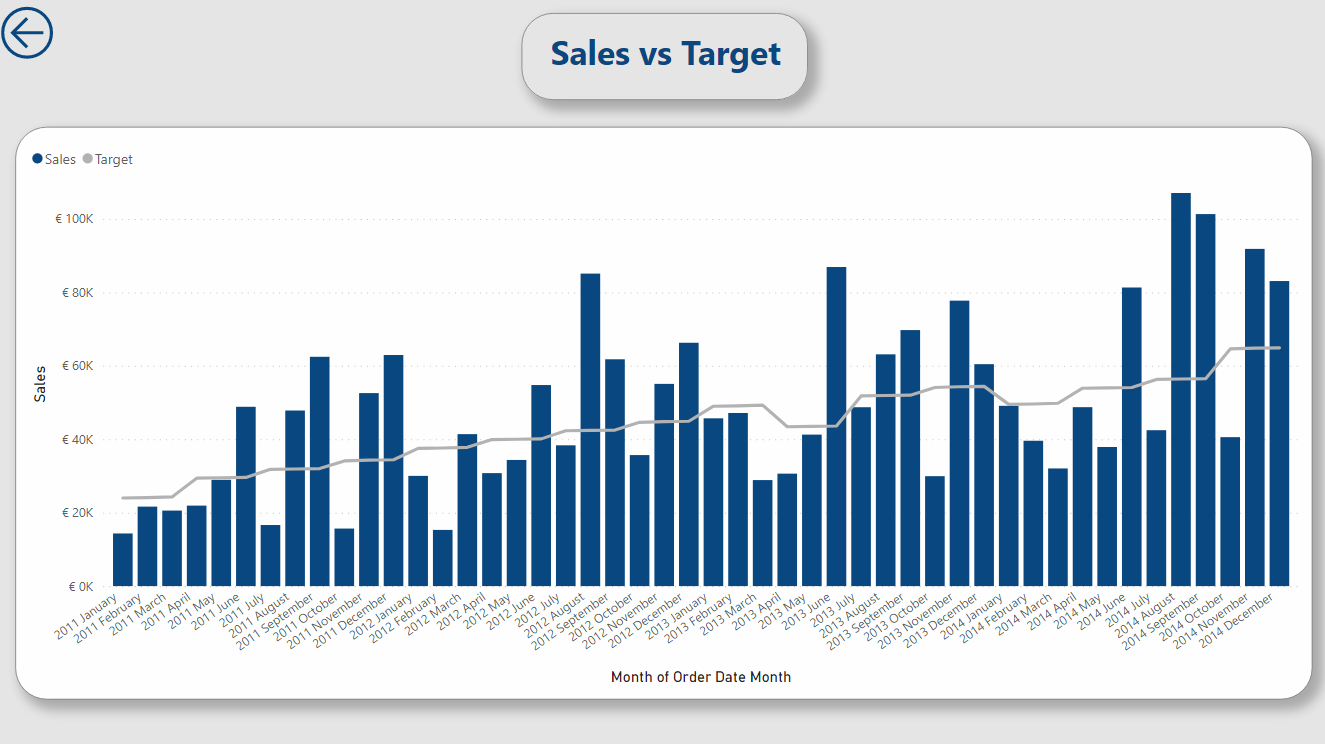 Sales vs Target
Sales Target
€ 100K
€ 80K
€ 60K
€ 40K
€ 20K
€ 0K
Sales
2011 January
2011 February
2011 March
2011 April
2011 May
2011 June
2011 July
2011 August
2011 September
2011 October
2011 November
2011 December
2012 January
2012 February
2012 March
2012 April
2012 May
2012 June
2012 July
2012 August
2012 September
2012 October
2012 November
2012 December
2013 January
2013 February
2013 March
2013 April
2013 May
2013 June
2013 July
2013 August
2013 September
2013 October
2013 November
2013 December
2014 January
2014 February
2014 March
2014 April
2014 May
2014 June
2014 July
2014 August
2014 September
2014 October
2014 November
2014 December
Month of Order Date Month